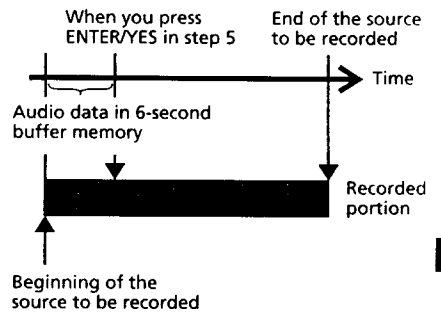 When you press
ENTER/YES in step 5
End of the source
to be recorded
Time
Audio data in 6-second
buffer memory
Recorded
portion
Beginning of the
source to be recorded